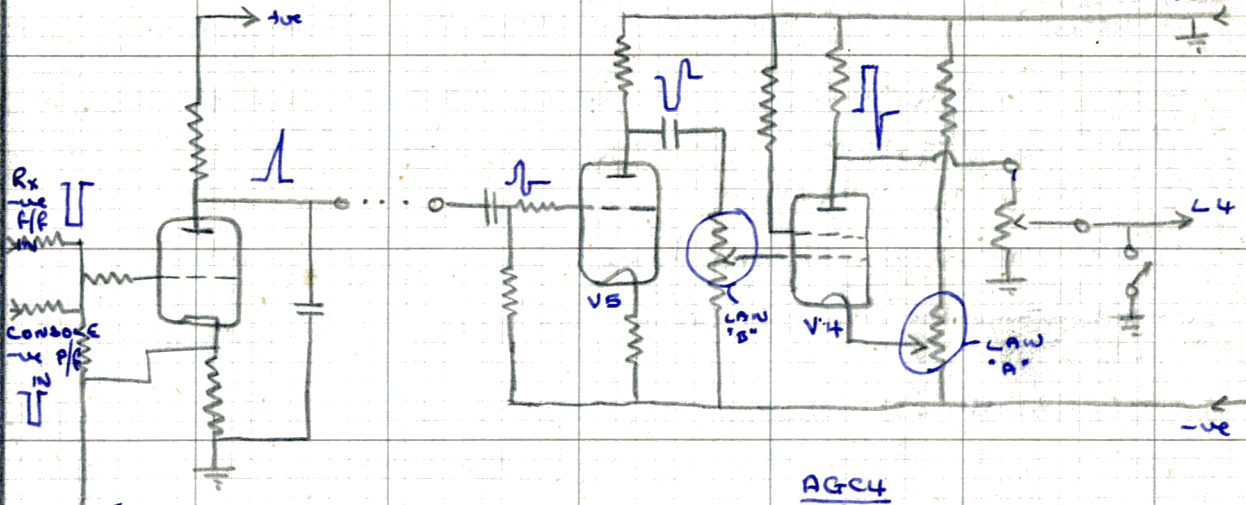 +ve
Rx
-ve
P/P
IN
CONSOLE
-ve P/P
IN
V5
LAW
"B"
V4
LAW
"A"
L4
-ve
AGC4